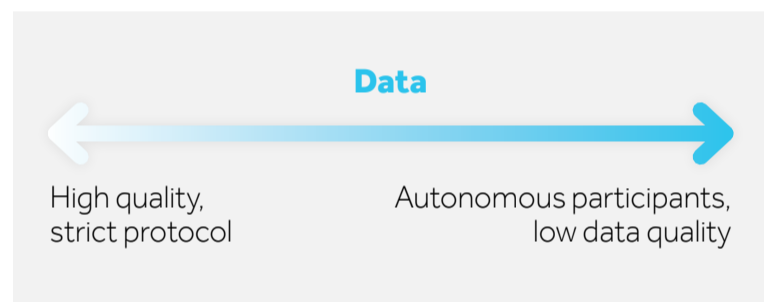 Data
High quality,
strict protocol
Autonomous participants,
low data quality